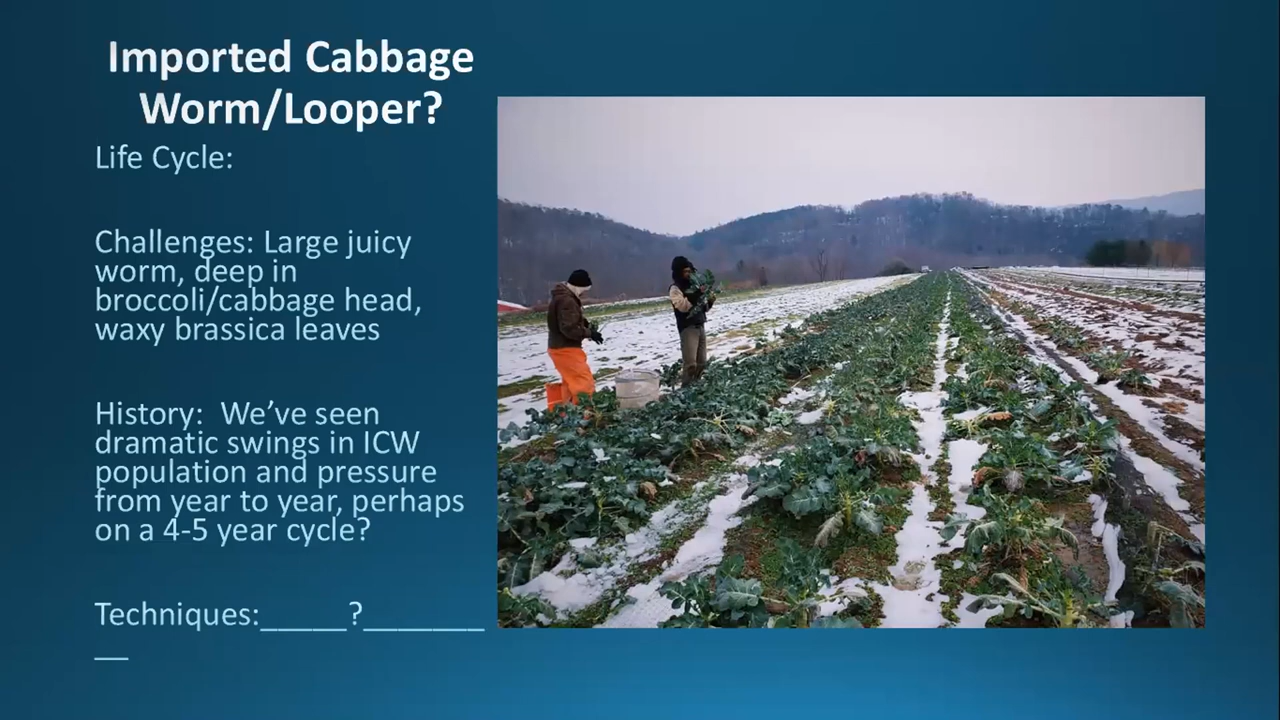 Imported Cabbage
Worm/Looper?
Life Cycle:
Challenges: Large juicy
worm, deep in
broccoli/cabbage head,
waxy brassica leaves
History:  We’ve seen
dramatic swings in ICW
population and pressure
from year to year, perhaps
on a 4-5 year cycle?
Techniques:_____?_______
__